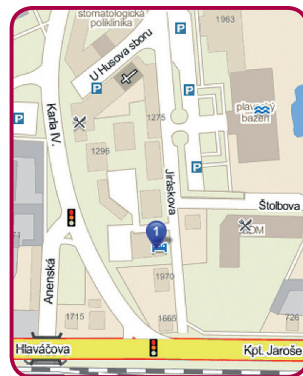 stomatologická
poliklinika
1963
P
U Husova sboru
P
P
P
plavecký
bazén
Karla IV.
1275
1296
P
Jiráskova
Štolbova
1
Anenská
1970
1715
1665
726
Hlaváčova
Kpt. Jaroše